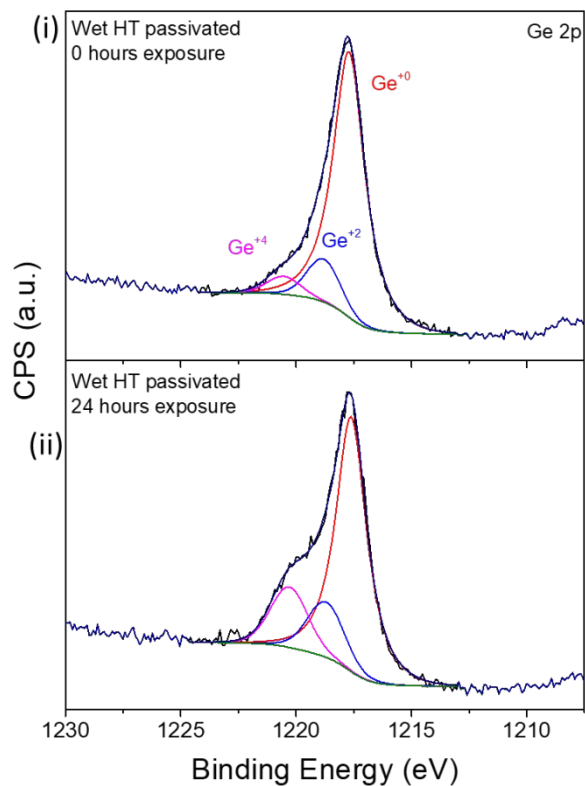 (i)
Wet HT passivated
0 hours exposure
Ge 2p
Ge+0
Ge+2
Ge+4
CPS (a.u.)
(ii)
Wet HT passivated
24 hours exposure
1230 1225 1220 1215 1210
Binding Energy (eV)